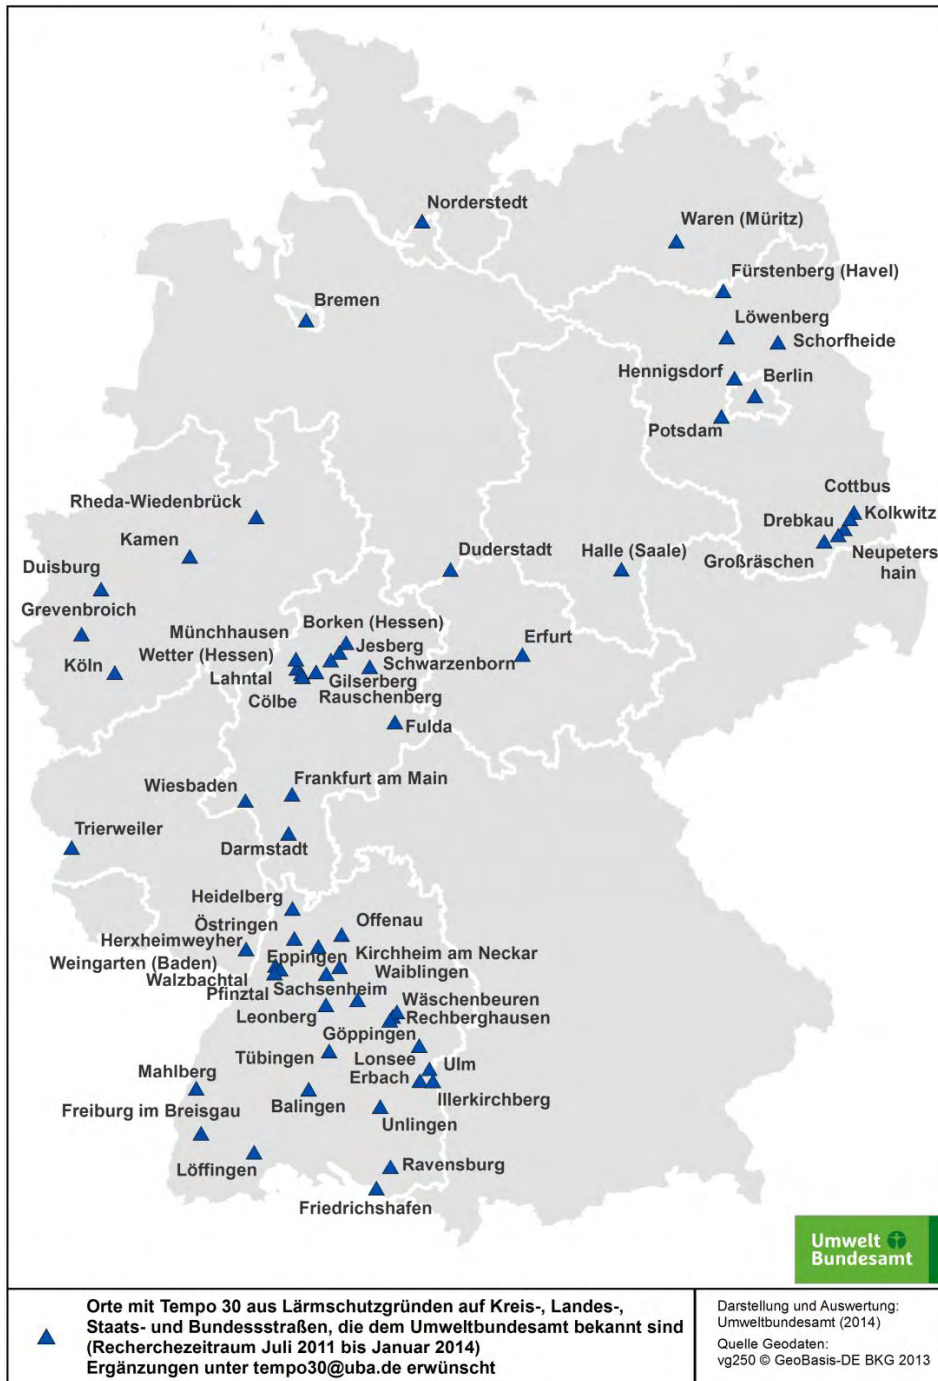 Norderstedt
Waren (Müritz)
Fürstenberg (Havel)
Bremen
Löwenberg
Schorfheide
Hennigsdorf
Berlin
Potsdam
Cottbus
Rheda-Wiedenbrück
Kolkwitz
Drebkau
Kamen
Duderstadt
Halle (Saale)
Großräschen
Neupeters
hain
Duisburg
Grevenbroich
Borken (Hessen)
Münchhausen
Jesberg
Erfurt
Wetter (Hessen)
Schwarzenborn
Köln
Lahntal
Gilserberg
Cölbe
Rauschenberg
Fulda
Wiesbaden
Frankfurt am Main
Trierweiler
Darmstadt
Heidelberg
Östringen
Offenau
Herxheimweyher
Eppingen
Kirchheim am Neckar
Weingarten (Baden)
Waiblingen
Walzbachtal
Pfinztal
Sachsenheim
Wäschenbeuren
Leonberg
Rechberghausen
Göppingen
Tübingen
Lonsee
Ulm
Mahlberg
Erbach
Illerkirchberg
Balingen
Freiburg im Breisgau
Unlingen
Löffingen
Ravensburg
Friedrichshafen
Umwelt
Bundesamt
Orte mit Tempo 30 aus Lärmschutzgründen auf Kreis-, Landes-,
Staats- und Bundessstraßen, die dem Umweltbundesamt bekannt sind
(Recherchezeitraum Juli 2011 bis Januar 2014)
Ergänzungen unter tempo30@uba.de erwünscht
Darstellung und Auswertung:
Umweltbundesamt (2014)
Quelle Geodaten:
vg250 © GeoBasis-DE BKG 2013